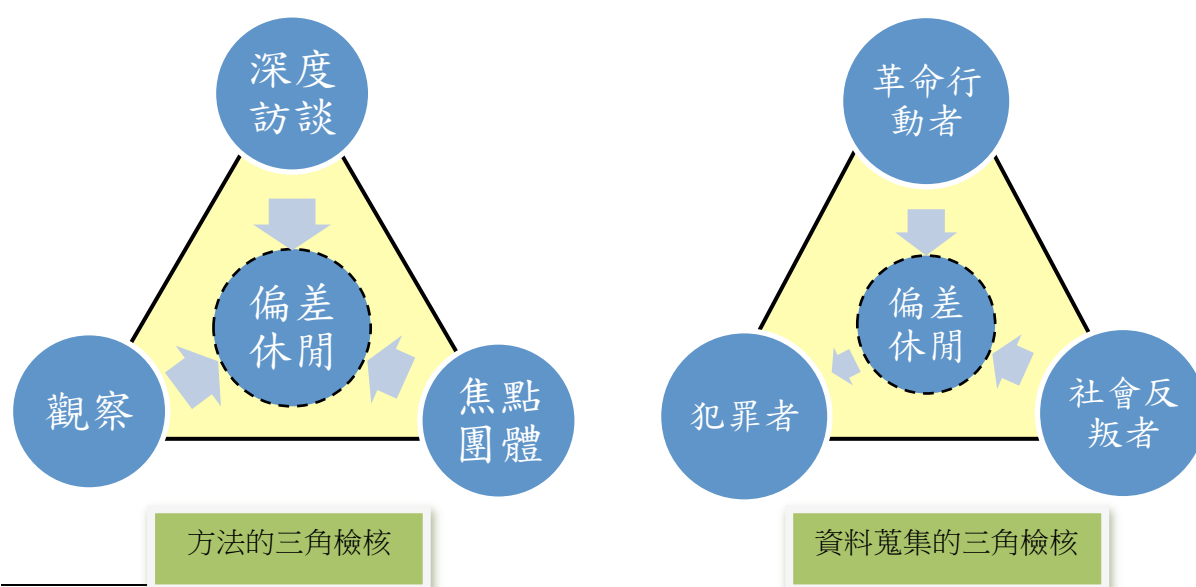 深度
訪談
偏差
休閒
觀察
焦點
團體
方法的三角檢核
革命行
動者
偏差
休閒
犯罪者
社會反
叛者
資料蒐集的三角檢核